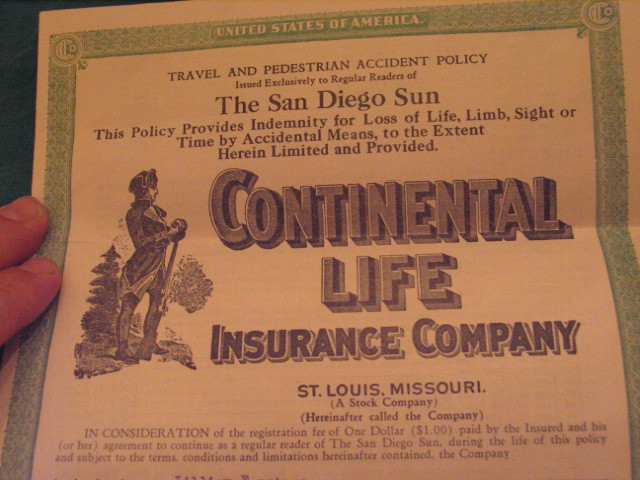 UNITED STATES OF AMERICA.
TRAVEL AND PEDESTRIAN ACCIDENT POLICY
Issued Exclusively to Regular Readers of
The San Diego Sun
This Policy Provides Indemnity for Loss of Life, Limb, Sight or
Time by Accidental Means, to the Extent
Herein Limited and Provided.
CONTINENTAL
LIFE
INSURANCE COMPANY
ST. LOUIS, MISSOURI.
(A Stock Company)
(Hereinafter called the Company)
IN CONSIDERATION of the registration fee of One Dollar ($1.00) paid by the Insured and his
(or her) agreement to continue as a regular reader of The San Diego Sun, during the life of this policy
and subject to the terms, conditions and limitations hereinafter contained, the Company